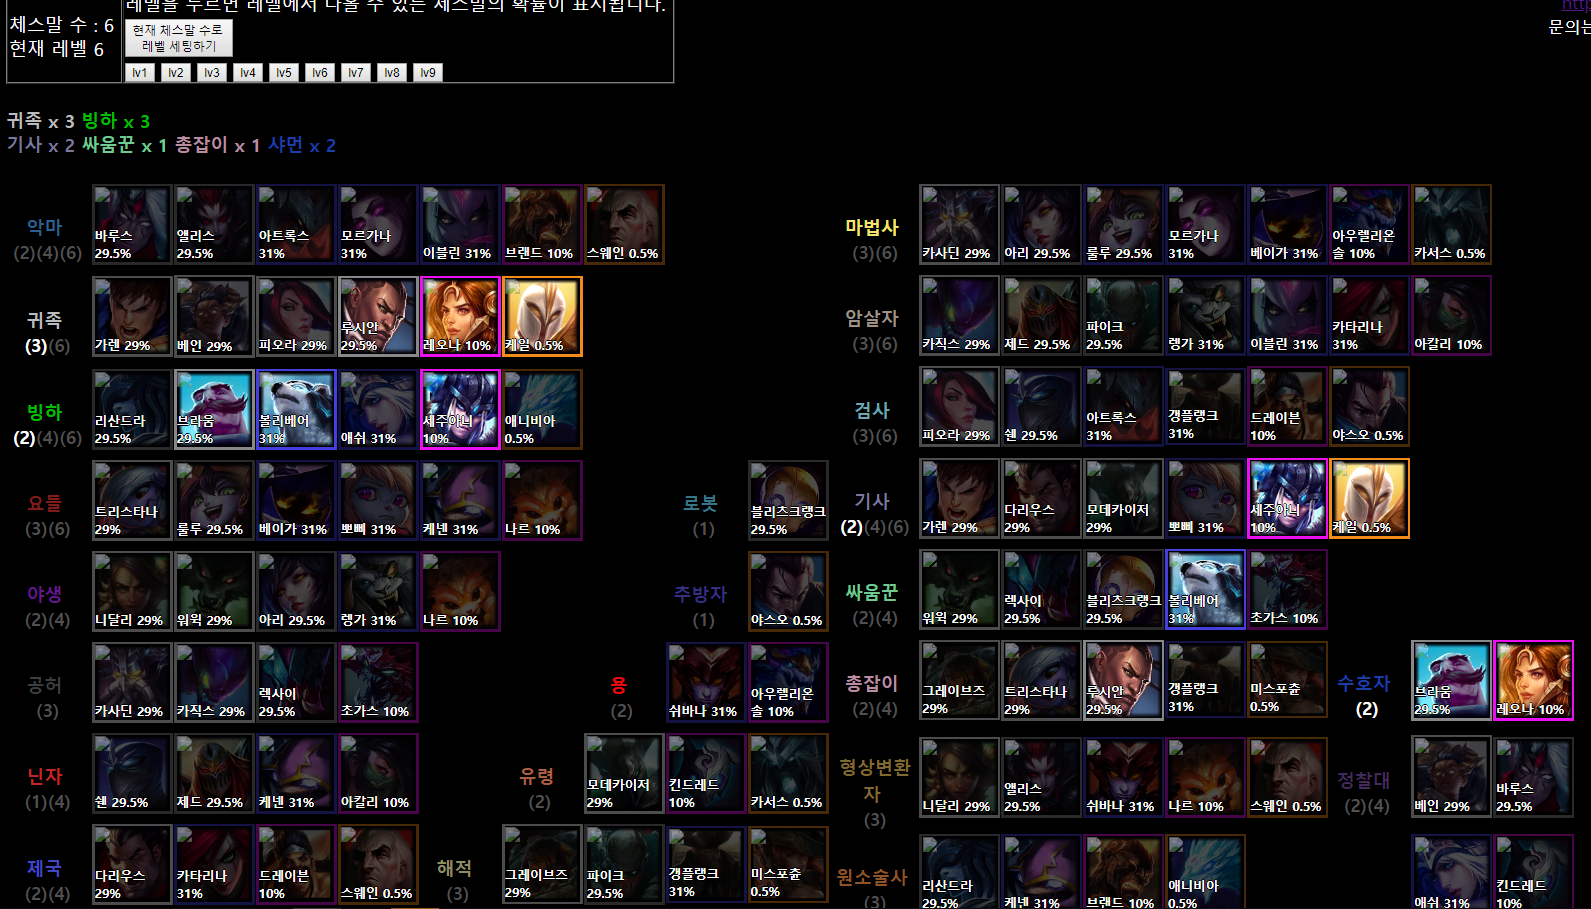 레벨을 누르면 레벨에서 나올 수 있는 체스말의 확률이 표시됩니다.
http
문의는
체스말 수 : 6
현재 레벨 6
현재 체스말 수로
레벨 세팅하기
lv1 lv2 lv3 lv4 lv5 lv6 lv7 lv8 lv9
귀족 x 3 빙하 x 3
기사 x 2 싸움꾼 x 1 총잡이 x 1 샤먼 x 2
악마
(2)(4)(6)
바루스 29.5%
엘리스 29.5%
아트록스 31%
모르가나 31%
이블린 31%
브랜드 10%
스웨인 0.5%
귀족
(3)(6)
가렌 29%
베인 29%
피오라 29%
루시안 29.5%
레오나 10%
케일 0.5%
빙하
(2)(4)(6)
리산드라 29.5%
브라움 29.5%
볼리베어 31%
애쉬 31%
세주아니 10%
애니비아 0.5%
요들
(3)(6)
트리스타나 29%
룰루 29.5%
베이가 31%
뽀삐 31%
케넨 31%
나르 10%
로봇
(1)
블리츠크랭크 29.5%
야생
(2)(4)
니달리 29%
워윅 29%
아리 29.5%
렝가 31%
나르 10%
추방자
(1)
야스오 0.5%
공허
(3)
카사딘 29%
카직스 29%
렉사이 29.5%
초가스 10%
용
(2)
쉬바나 31%
아우렐리온 솔 10%
닌자
(1)(4)
쉔 29.5%
제드 29.5%
케넨 31%
아칼리 10%
유령
(2)
모데카이저 29%
킨드레드 10%
카서스 0.5%
제국
(2)(4)
다리우스 29%
카타리나 31%
드레이븐 10%
스웨인 0.5%
해적
(3)
그레이브즈 29%
파이크 29.5%
갱플랭크 31%
미스포츈 0.5%
마법사
(3)(6)
카사딘 29%
아리 29.5%
룰루 29.5%
모르가나 31%
베이가 31%
아우렐리온 솔 10%
카서스 0.5%
암살자
(3)(6)
카직스 29%
제드 29.5%
파이크 29.5%
렝가 31%
이블린 31%
카타리나 31%
아칼리 10%
검사
(3)(6)
피오라 29%
쉔 29.5%
아트록스 31%
갱플랭크 31%
드레이븐 10%
야스오 0.5%
기사
(2)(4)(6)
가렌 29%
다리우스 29%
모데카이저 29%
뽀삐 31%
세주아니 10%
케일 0.5%
싸움꾼
(2)(4)
워윅 29%
렉사이 29.5%
블리츠크랭크 29.5%
볼리베어 31%
초가스 10%
총잡이
(2)(4)
그레이브즈 29%
트리스타나 29%
루시안 29.5%
갱플랭크 31%
미스포츈 0.5%
수호자
(2)
브라움 29.5%
레오나 10%
형상변환
자
(3)
니달리 29%
엘리스 29.5%
쉬바나 31%
나르 10%
스웨인 0.5%
정찰대
(2)(4)
베인 29%
바루스 29.5%
원소술사
(3)
리산드라 29.5%
케넨 31%
브랜드 10%
애니비아 0.5%
애쉬 31%
킨드레드 10%